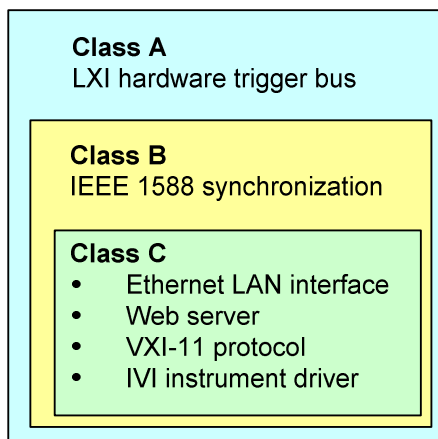 Class A
LXI hardware trigger bus
Class B
IEEE 1588 synchronization
Class C
• Ethernet LAN interface
• Web server
• VXI-11 protocol
• IVI instrument driver